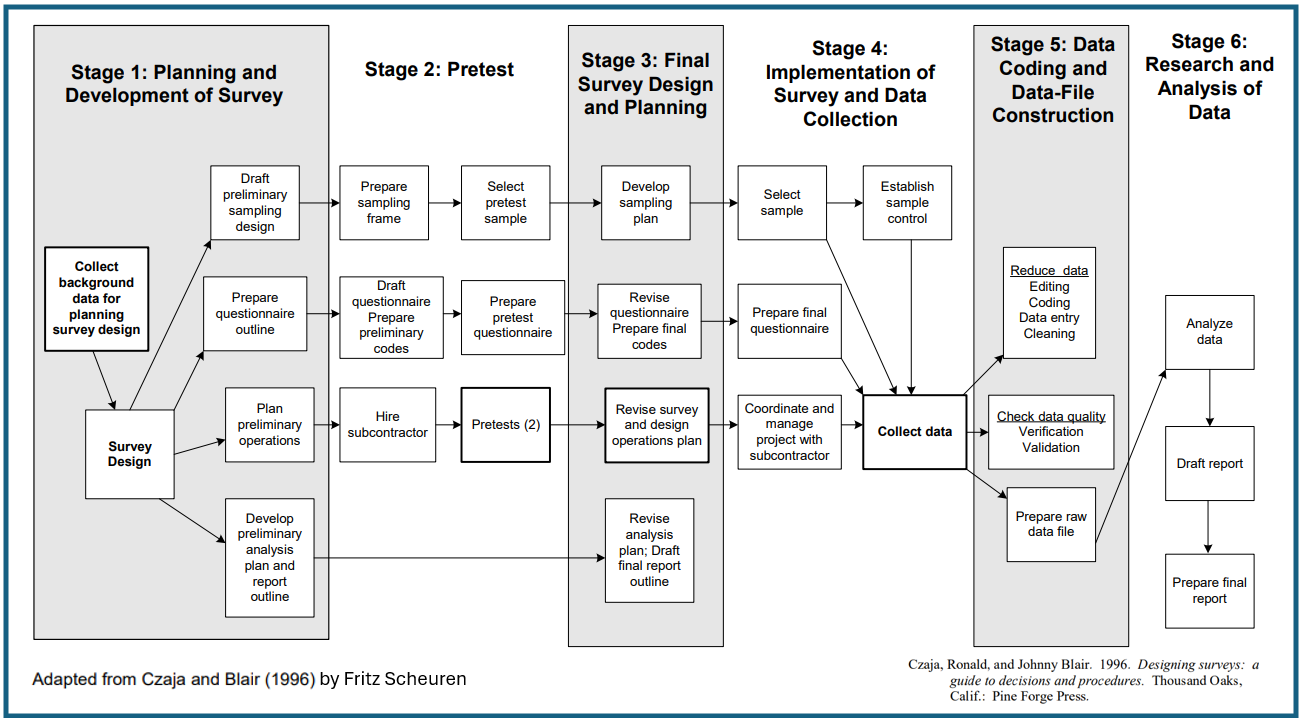 Stage 1: Planning and
Development of Survey
Stage 2: Pretest
Stage 3: Final
Survey Design
and Planning
Stage 4:
Implementation of
Survey and Data
Collection
Stage 5: Data
Coding and
Data-File
Construction
Stage 6:
Research and
Analysis of
Data
Draft
preliminary
sampling
design
Prepare
sampling
frame
Select
pretest
sample
Develop
sampling
plan
Select
sample
Establish
sample
control
Collect
background
data for
planning
survey design
Prepare
questionnaire
outline
Draft
questionnaire
Prepare
preliminary
codes
Prepare
pretest
questionnaire
Revise
questionnaire
Prepare final
codes
Prepare final
questionnaire
Reduce data
Editing
Coding
Data entry
Cleaning
Analyze
data
Survey
Design
Plan
preliminary
operations
Hire
subcontractor
Pretests (2)
Revise survey
and design
operations plan
Coordinate and
manage
project with
subcontractor
Collect data
Check data quality
Verification
Validation
Draft report
Develop
preliminary
analysis
plan and
report
outline
Revise
analysis
plan; Draft
final report
outline
Prepare raw
data file
Prepare final
report
Adapted from Czaja and Blair (1996) by Fritz Scheuren
Czaja, Ronald, and Johnny Blair. 1996. Designing surveys: a
guide to decisions and procedures. Thousand Oaks,
Calif.: Pine Forge Press.